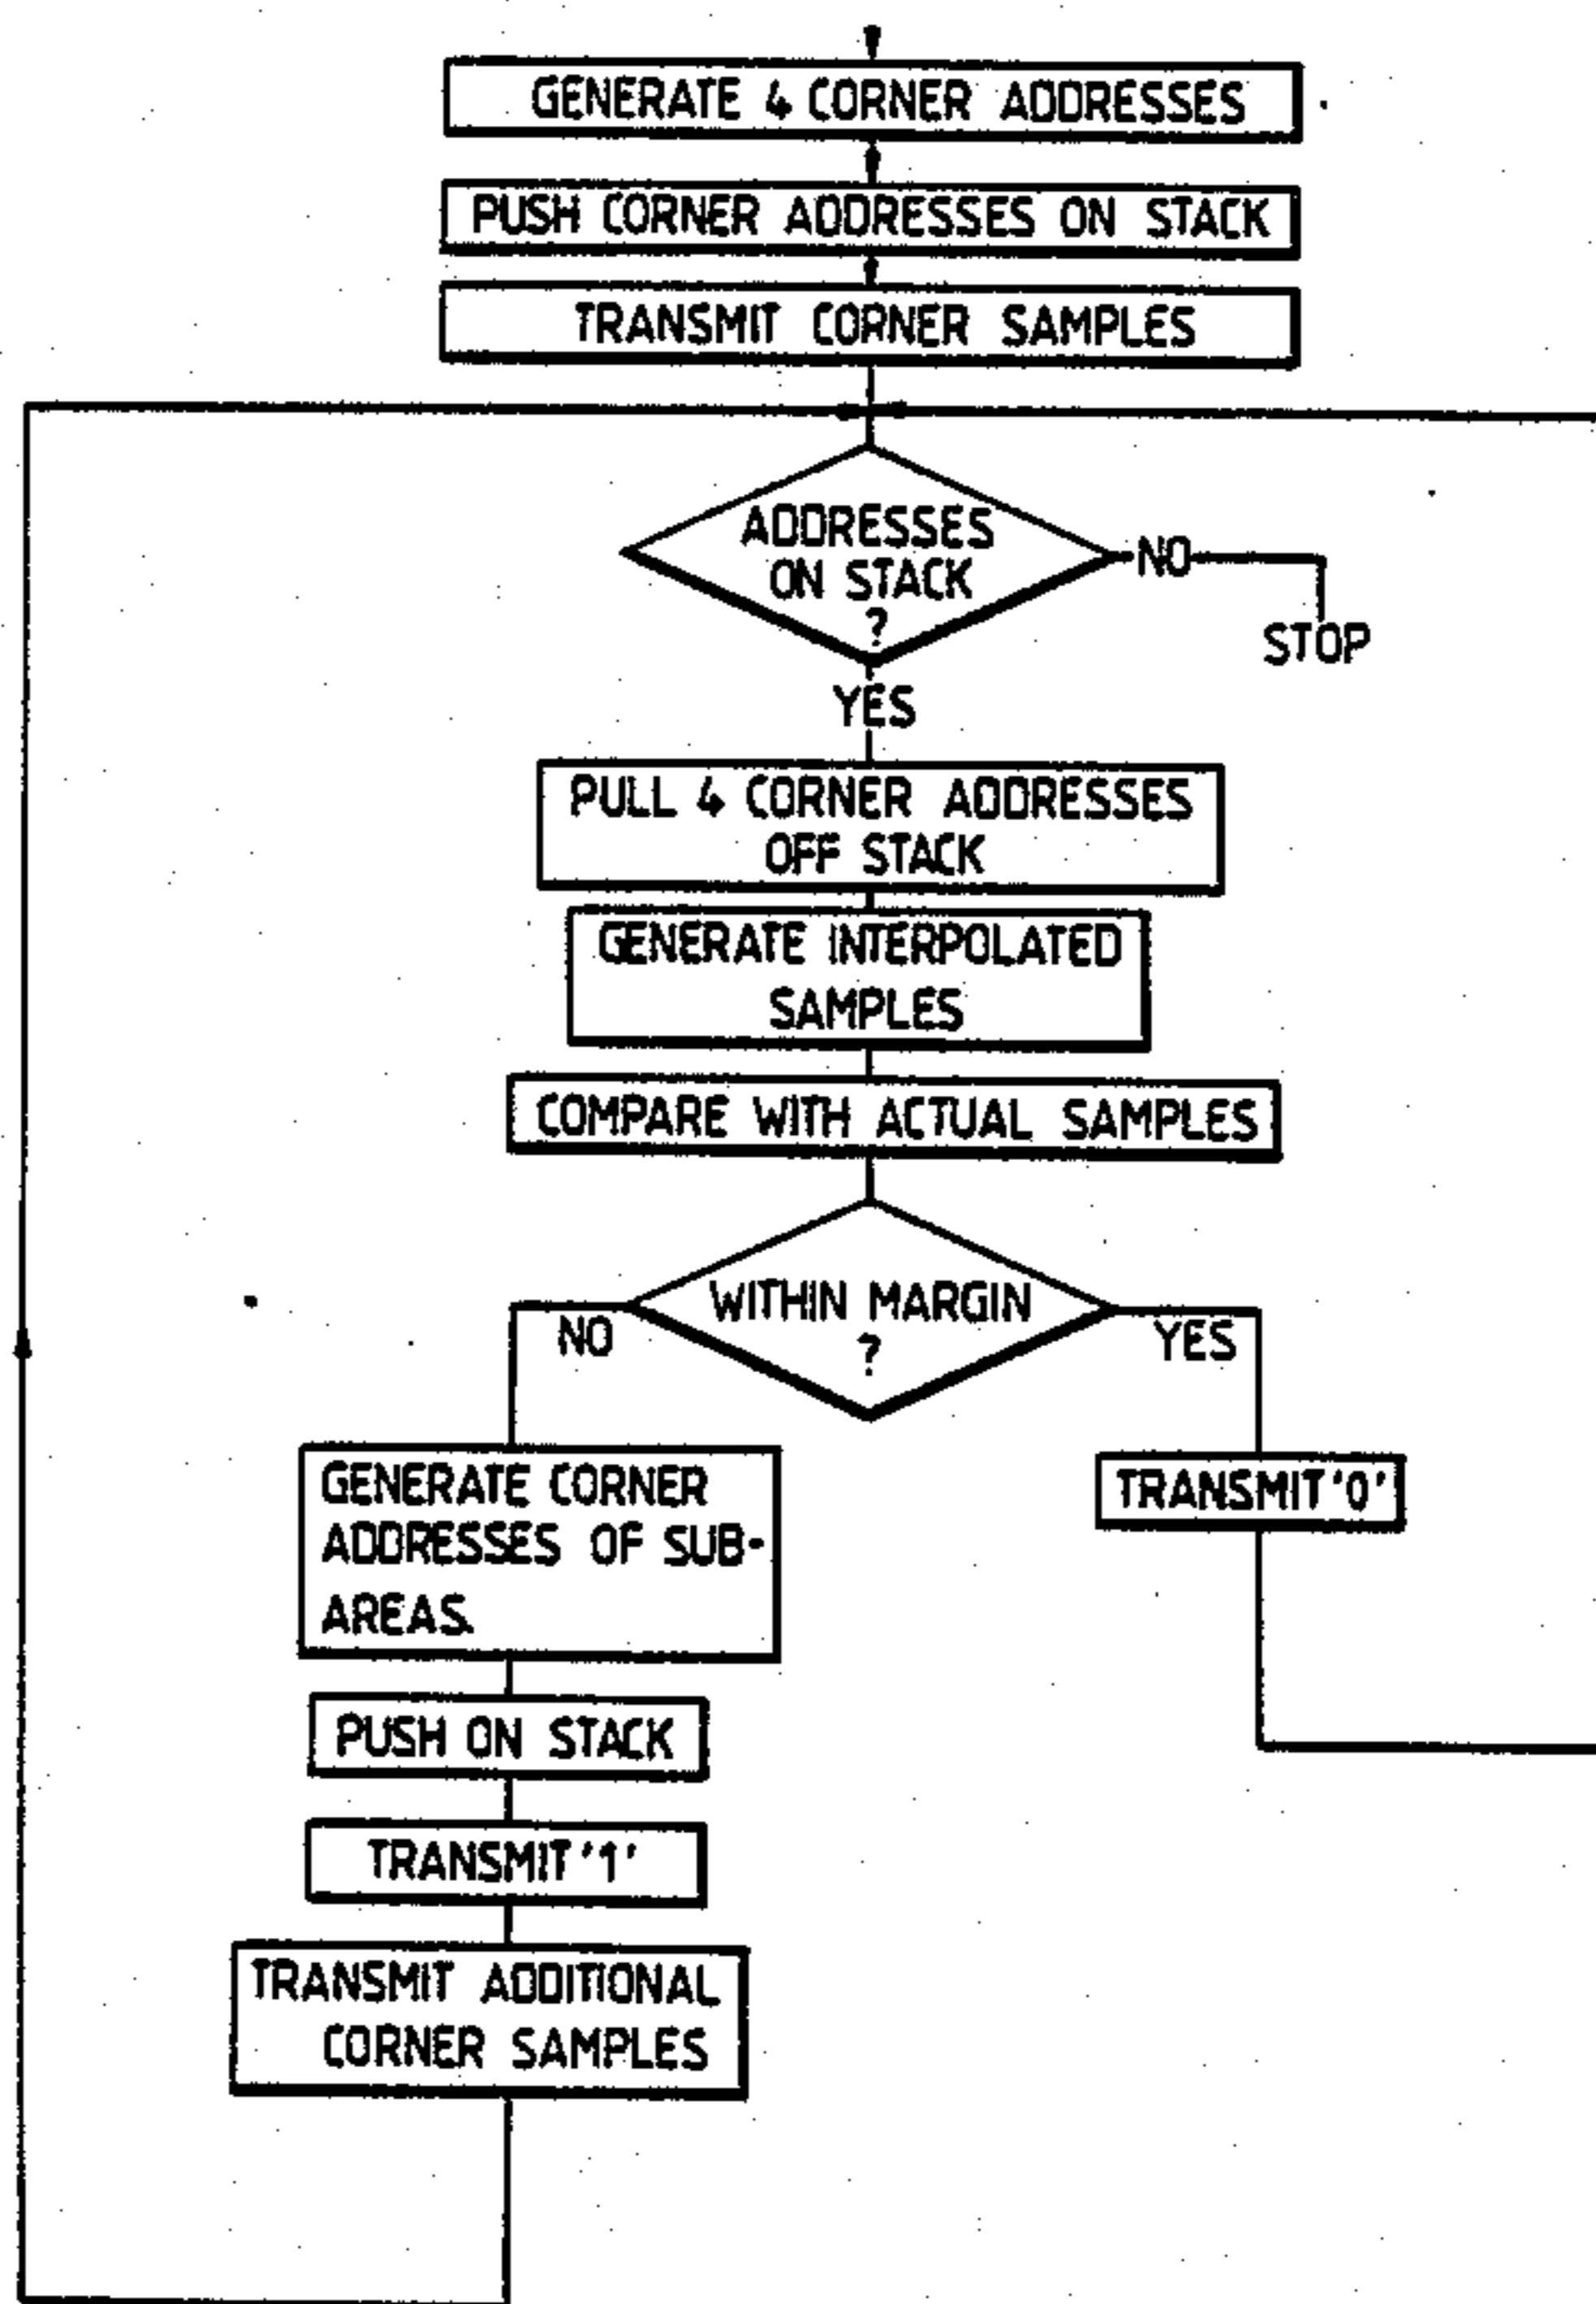 GENERATE 4 CORNER ADDRESSES
PUSH CORNER ADDRESSES ON STACK
TRANSMIT CORNER SAMPLES
ADDRESSES
ON STACK
?
NO
STOP
YES
PULL 4 CORNER ADDRESSES
OFF STACK
GENERATE INTERPOLATED
SAMPLES
COMPARE WITH ACTUAL SAMPLES
WITHIN MARGIN
?
NO
YES
GENERATE CORNER
ADDRESSES OF SUB-
AREAS.
TRANSMIT '0'
PUSH ON STACK
TRANSMIT '1'
TRANSMIT ADDITIONAL
CORNER SAMPLES